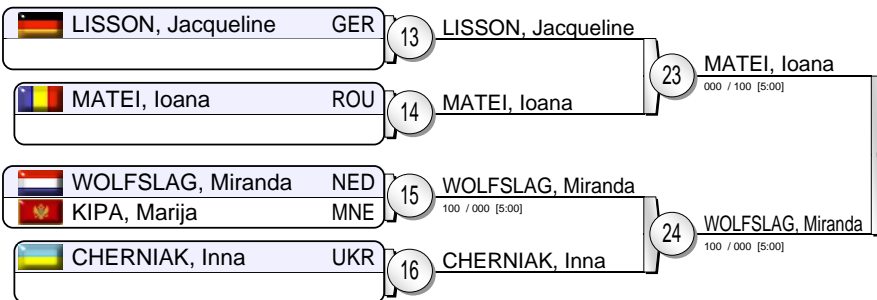 LISSON, Jacqueline GER
13
LISSON, Jacqueline
MATEI, Ioana ROU
14
MATEI, Ioana
23
MATEI, Ioana
000 / 100 [5:00]
WOLFSLAG, Miranda NED
KIPA, Marija MNE
15
WOLFSLAG, Miranda
100 / 000 [5:00]
CHERNIAK, Inna UKR
16
CHERNIAK, Inna
24
WOLFSLAG, Miranda
100 / 000 [5:00]